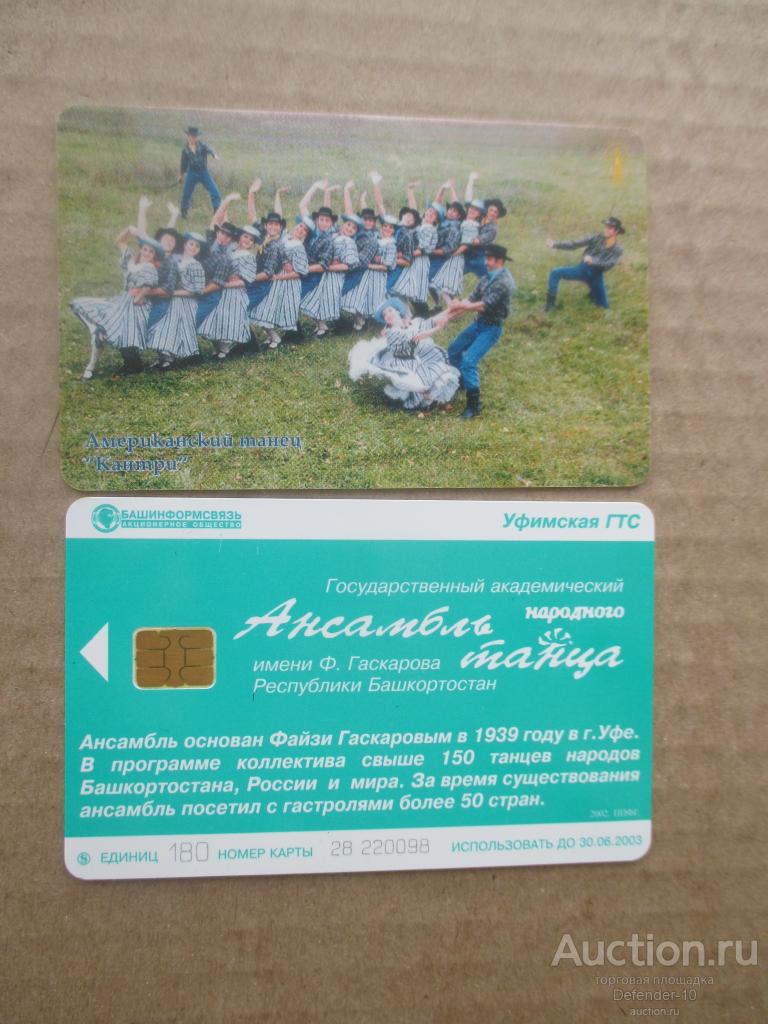 Американский танец
"Кантри"
БАШИНФОРМСВЯЗЬ
АКЦИОНЕРНОЕ ОБЩЕСТВО
Уфимская ГТС
Государственный академический
Ансамбль народного
танца
имени Ф. Гаскарова
Республики Башкортостан
Ансамбль основан Файзи Гаскаровым в 1939 году в г.Уфе.
В программе коллектива свыше 150 танцев народов
Башкортостана, России и мира. За время существования
ансамбль посетил с гастролями более 50 стран.
2002. ППФГ.
ЕДИНИЦ 180 НОМЕР КАРТЫ 28 220098 ИСПОЛЬЗОВАТЬ ДО 30.06.2003
Auction.ru
торговая площадка
Defender-10
auction.ru